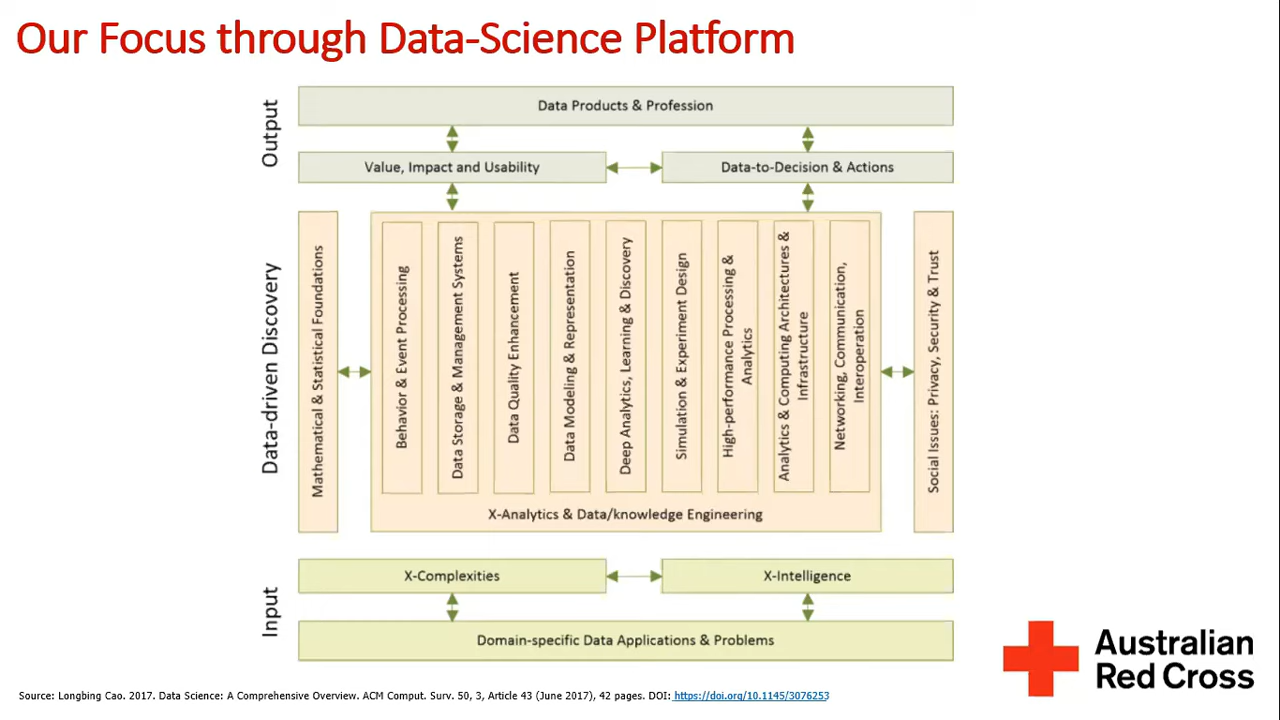 Our Focus through Data-Science Platform
Output
Data Products & Profession
Value, Impact and Usability
Data-to-Decision & Actions
Data-driven Discovery
Mathematical & Statistical Foundations
Behavior & Event Processing
Data Storage & Management Systems
Data Quality Enhancement
Data Modeling & Representation
Deep Analytics, Learning & Discovery
Simulation & Experiment Design
High-performance Processing &
Analytics
Analytics & Computing Architectures &
Infrastructure
Networking, Communication,
Interoperation
X-Analytics & Data/knowledge Engineering
Social Issues: Privacy, Security & Trust
Input
X-Complexities
X-Intelligence
Domain-specific Data Applications & Problems
Australian
Red Cross
Source: Longbing Cao. 2017. Data Science: A Comprehensive Overview. ACM Comput. Surv. 50, 3, Article 43 (June 2017), 42 pages. DOI: https://doi.org/10.1145/3076253